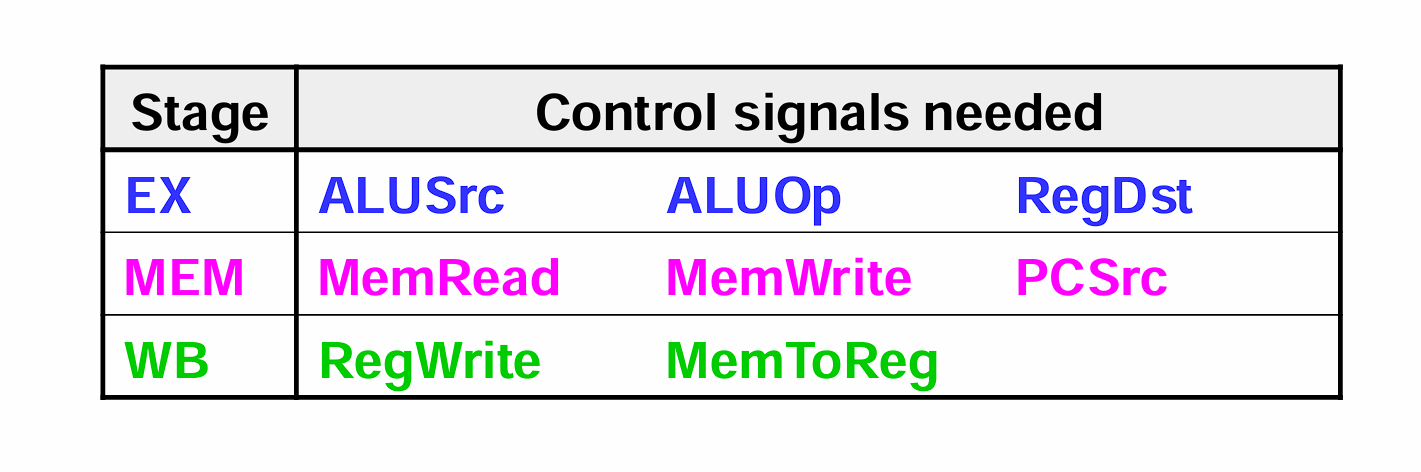 Stage Control signals needed
EX ALUSrc ALUOp RegDst
MEM MemRead MemWrite PCSrc
WB RegWrite MemToReg